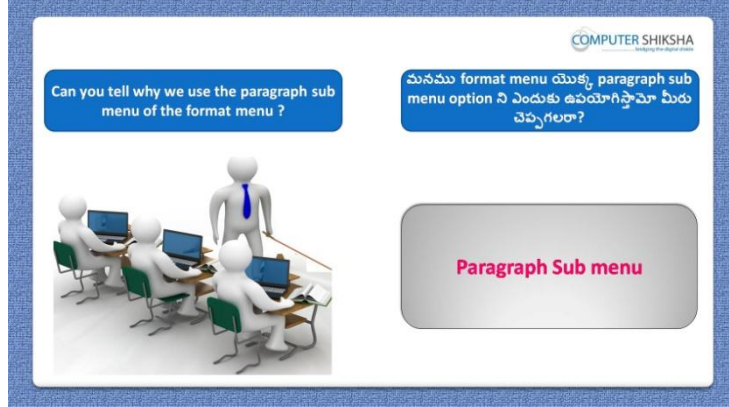 COMPUTER SHIKSHA
bridging the digital divide
Can you tell why we use the paragraph sub
menu of the format menu ?
మనము format menu యొక్క paragraph sub
menu option ని ఎందుకు ఉపయోగిస్తామో మీరు
చెప్పగలరా?
Paragraph Sub menu